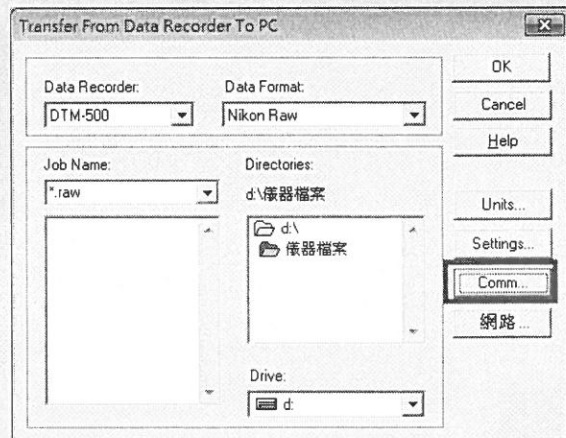 Transfer From Data Recorder To PC
Data Recorder:
DTM-500
Data Format:
Nikon Raw
Job Name:
*.raw
Directories:
d:\儀器檔案
d:\
儀器檔案
Drive:
d:
OK
Cancel
Help
Units...
Settings...
Comm...
網路...